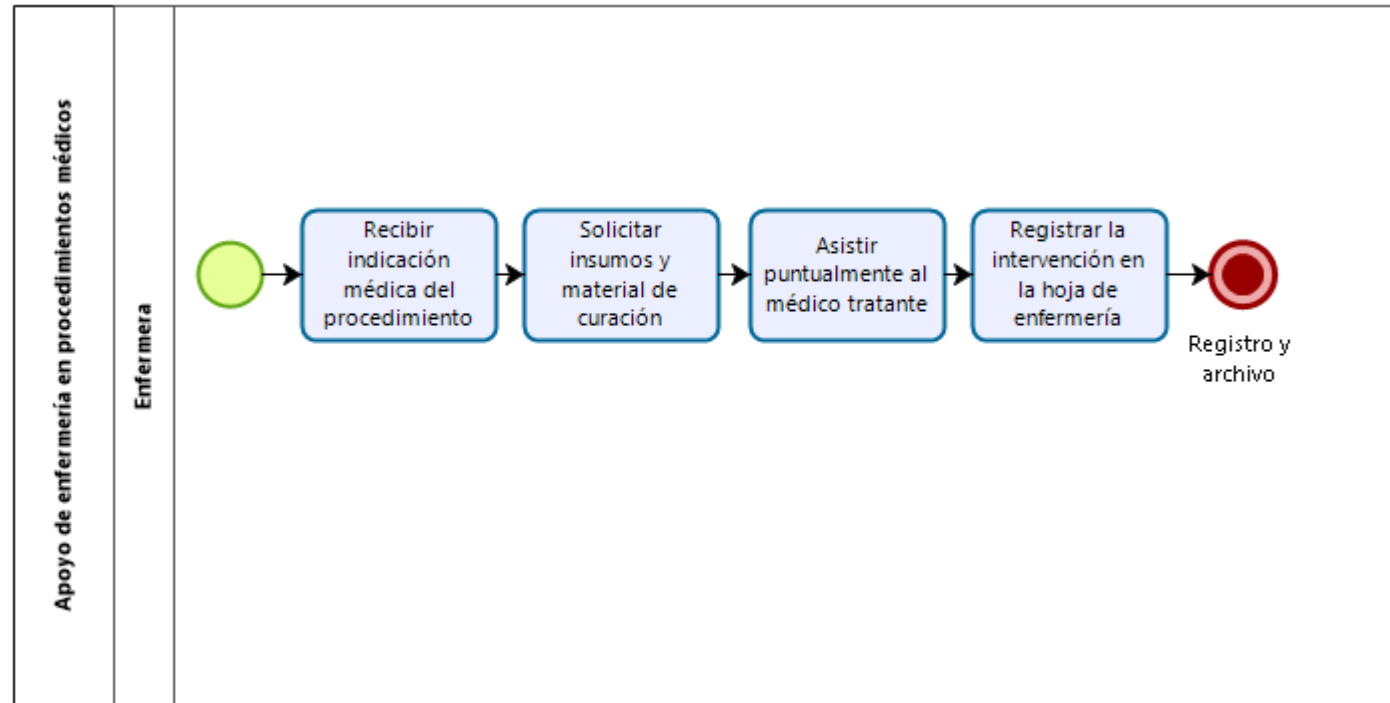 Apoyo de enfermería en procedimientos médicos
Enfermera
Recibir
indicación
médica del
procedimiento
Solicitar
insumos y
material de
curación
Asistir
puntualmente al
médico tratante
Registrar la
intervención en
la hoja de
enfermería
Registro y
archivo